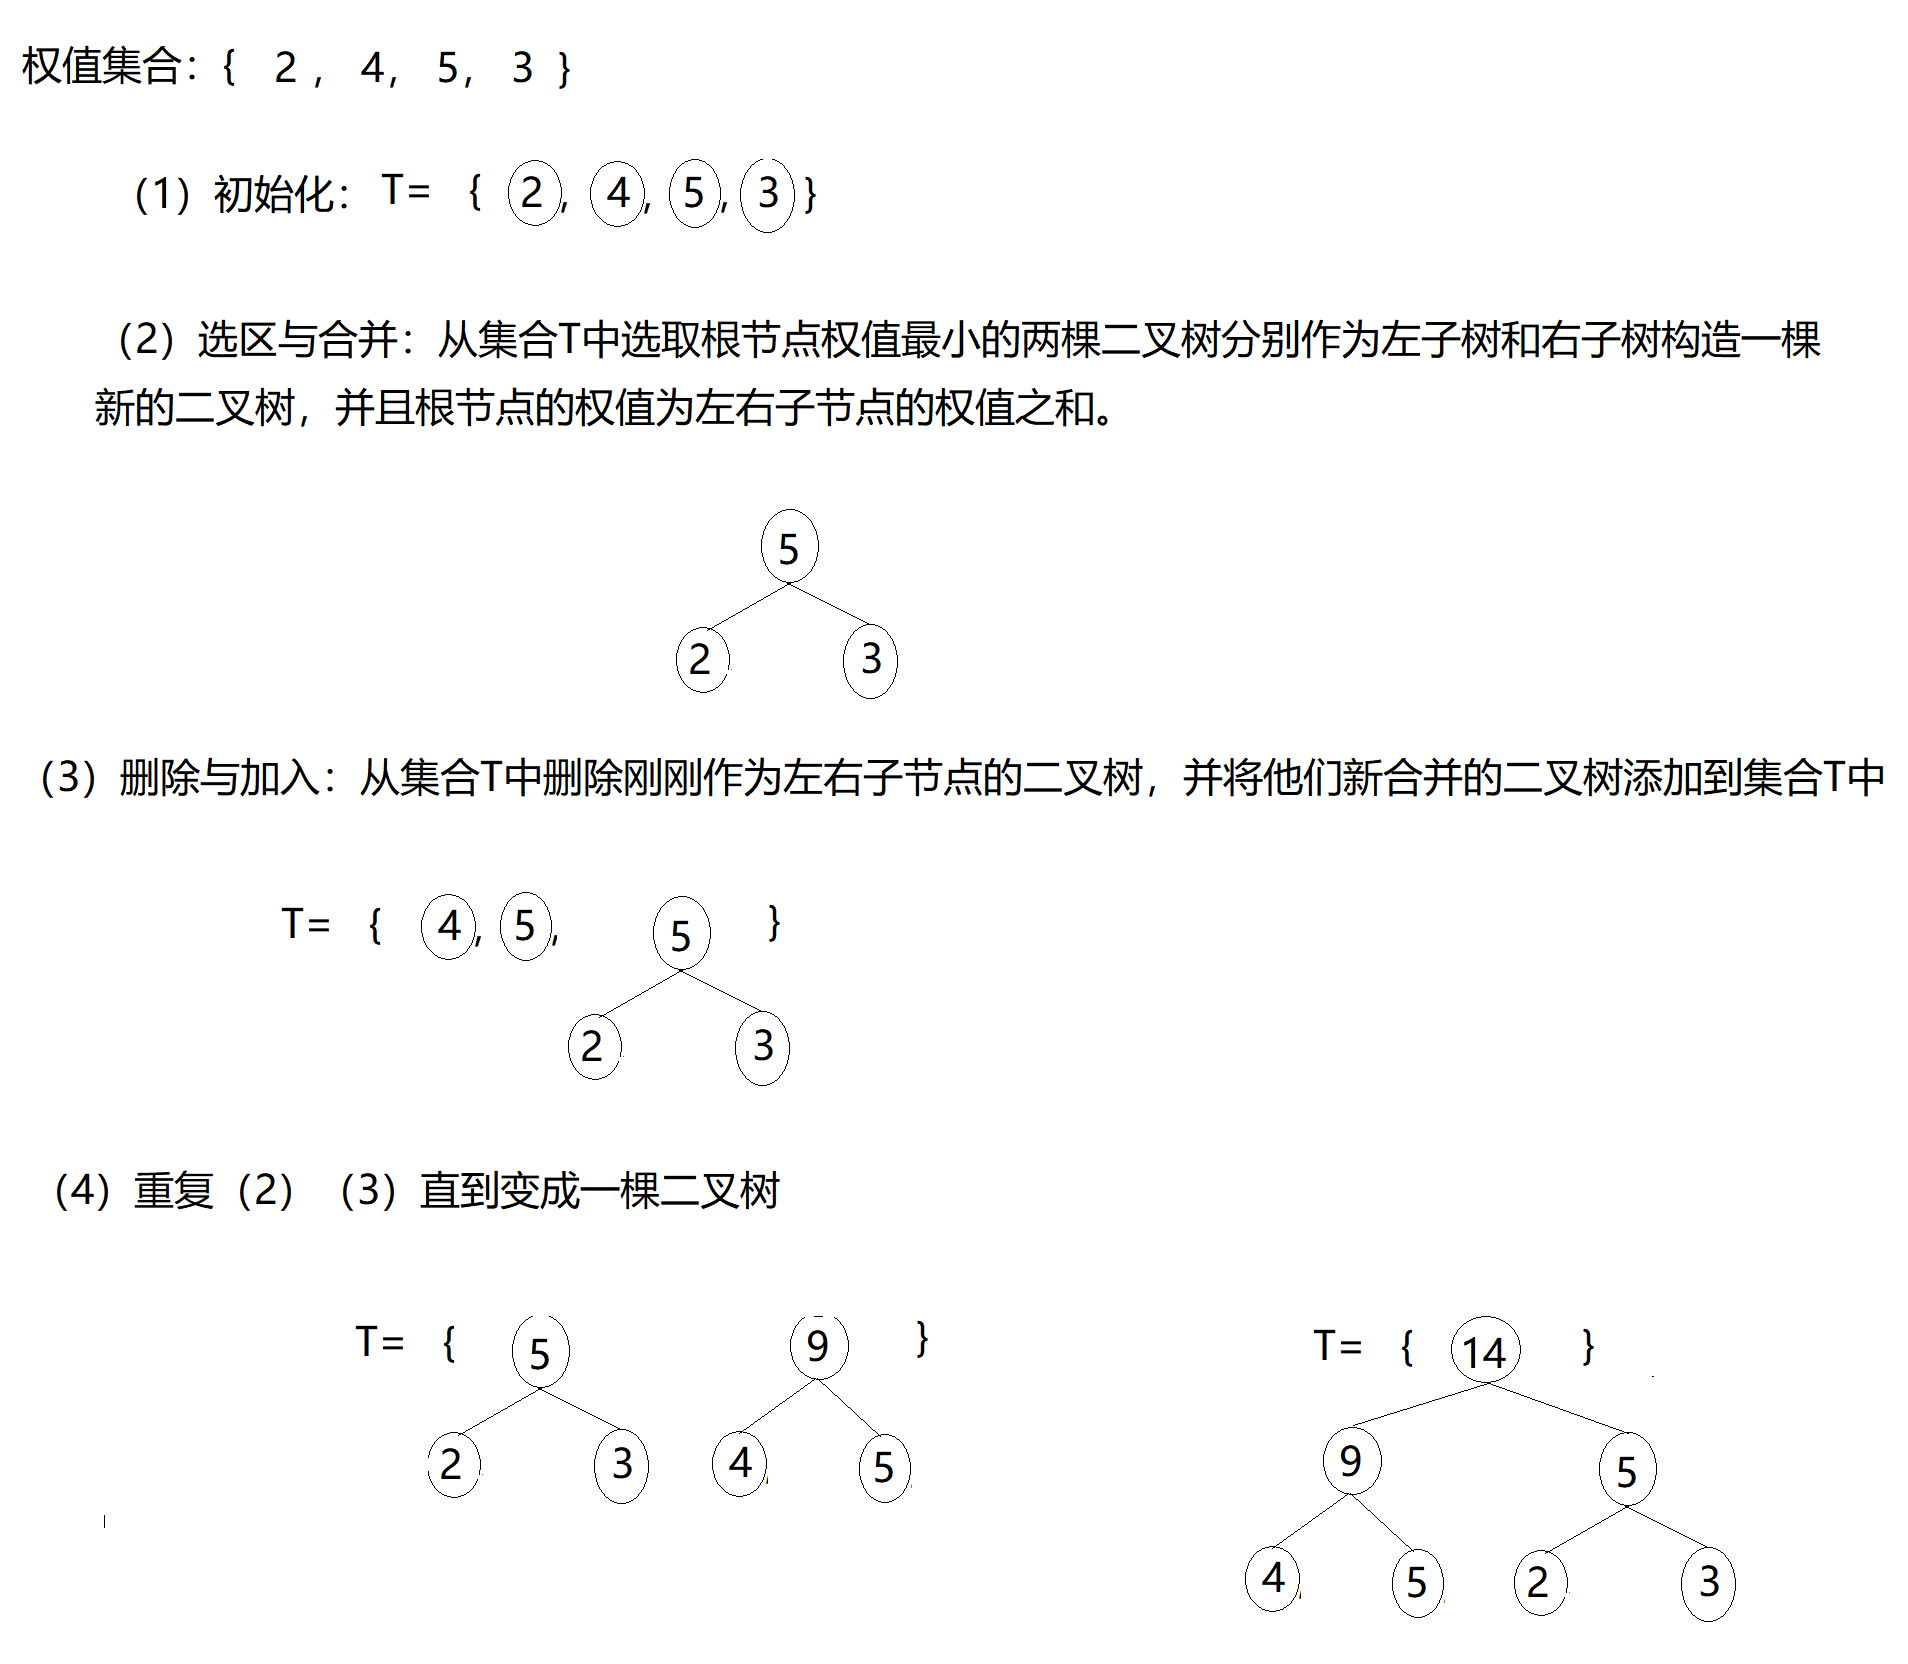 权值集合：{ 2 , 4, 5, 3 }
（1）初始化： T= { 2, 4, 5, 3 }
（2）选区与合并：从集合T中选取根节点权值最小的两棵二叉树分别作为左子树和右子树构造一棵
新的二叉树，并且根节点的权值为左右子节点的权值之和。
5
2 3
（3）删除与加入：从集合T中删除刚刚作为左右子节点的二叉树，并将他们新合并的二叉树添加到集合T中
T= { 4, 5, 5 }
2 3
（4）重复（2）（3）直到变成一棵二叉树
T= { 5 9 }
2 3 4 5
T= { 14 }
9 5
4 5 2 3